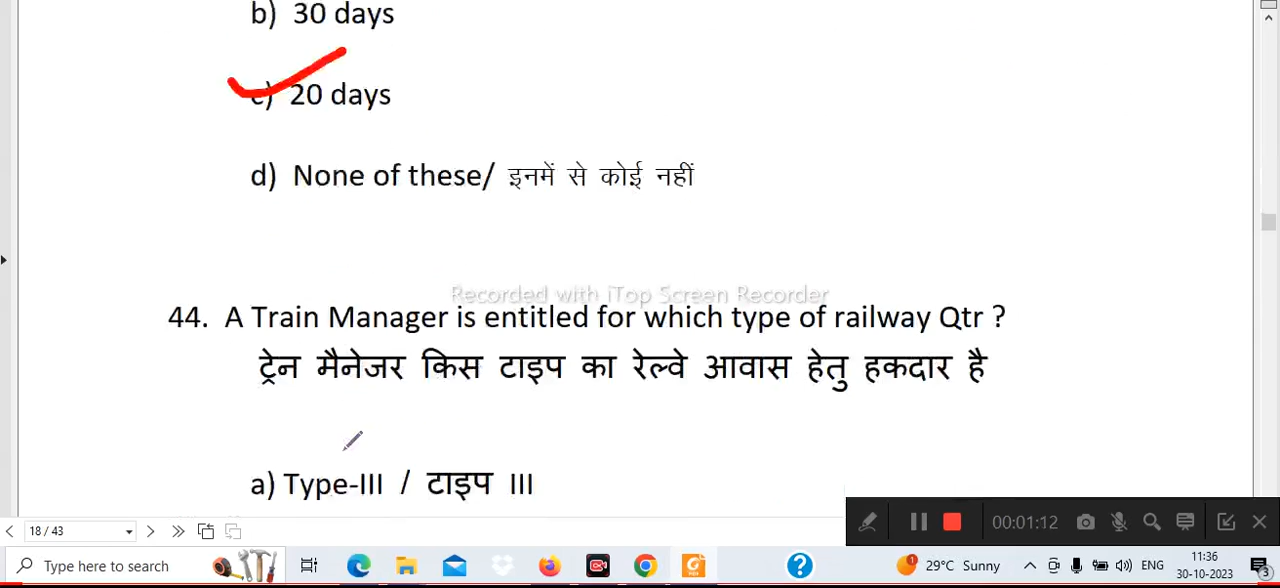 b) 30 days
c) 20 days
d) None of these/ इनमें से कोई नहीं
Recorded with iTop Screen Recorder
44. A Train Manager is entitled for which type of railway Qtr ?
ट्रेन मैनेजर किस टाइप का रेल्वे आवास हेतु हकदार है
a) Type-III / टाइप III
00:01:12
18 / 43
Type here to search
29°C Sunny
ENG
11:36
30-10-2023
3